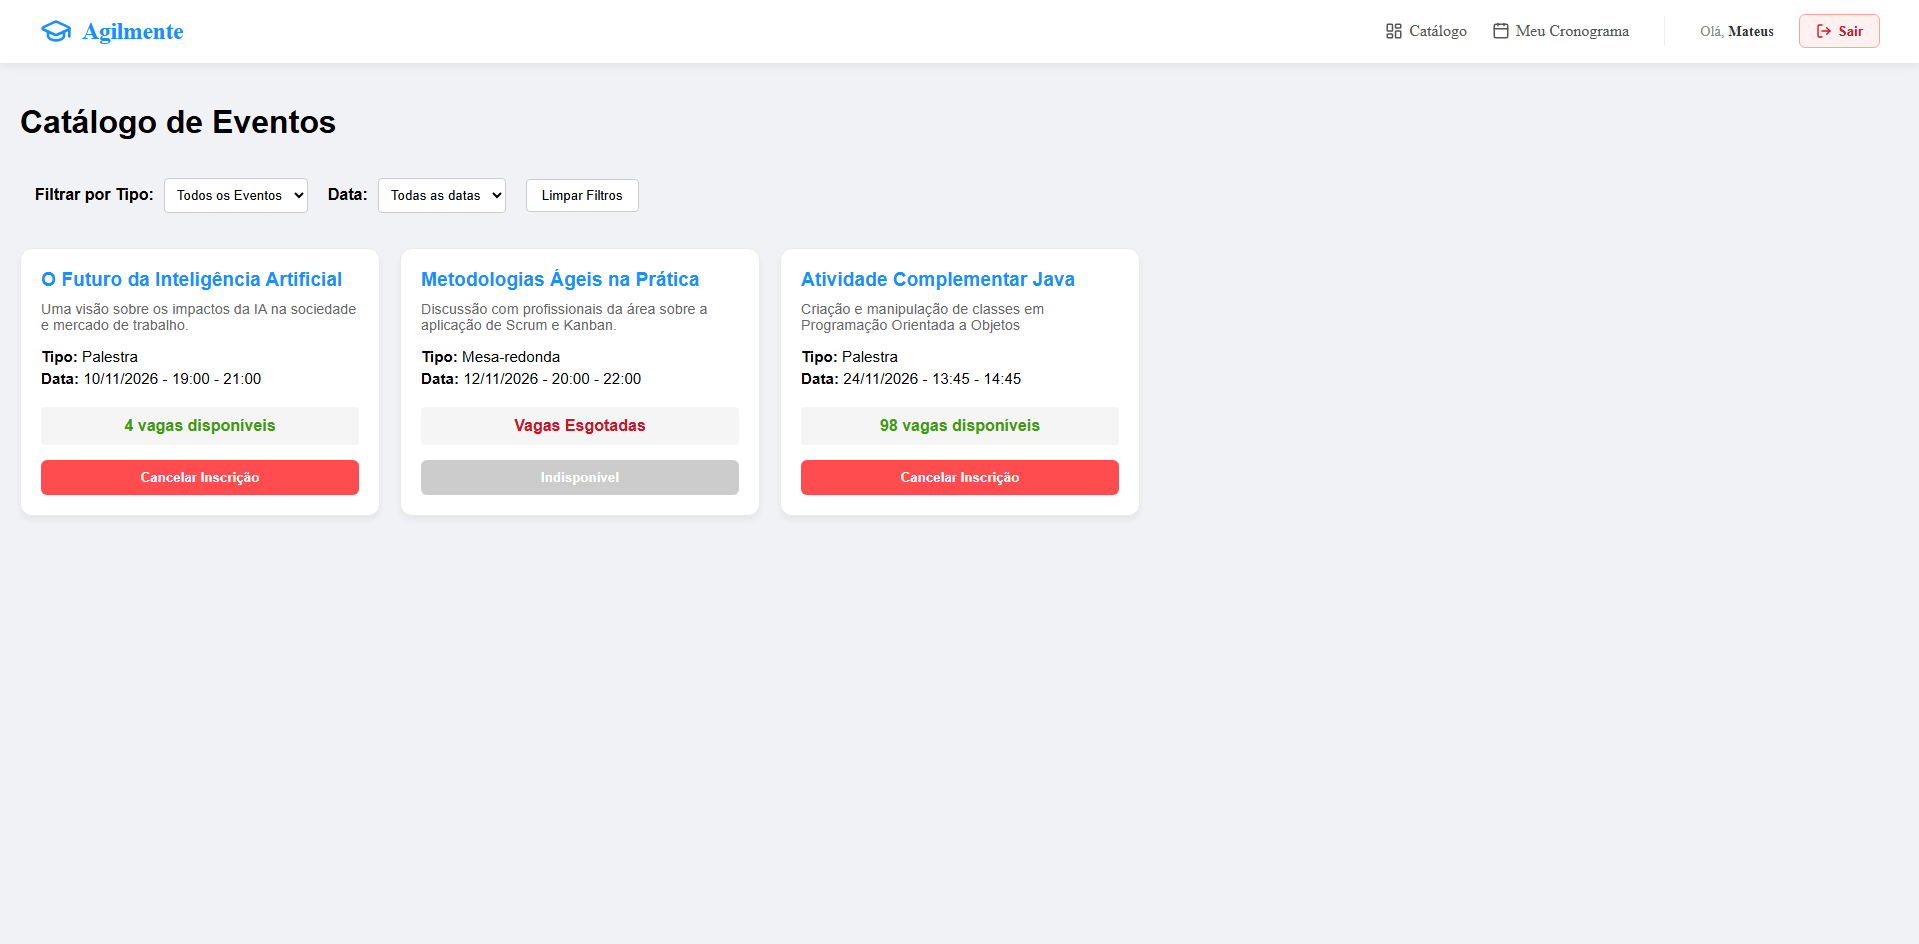 Agilmente
Catálogo
Meu Cronograma
Olá, Mateus
Sair
Catálogo de Eventos
Filtrar por Tipo: Todos os Eventos Data: Todas as datas Limpar Filtros
O Futuro da Inteligência Artificial
Uma visão sobre os impactos da IA na sociedade
e mercado de trabalho.
Tipo: Palestra
Data: 10/11/2026 - 19:00 - 21:00
4 vagas disponíveis
Cancelar Inscrição
Metodologias Ágeis na Prática
Discussão com profissionais da área sobre a
aplicação de Scrum e Kanban.
Tipo: Mesa-redonda
Data: 12/11/2026 - 20:00 - 22:00
Vagas Esgotadas
Indisponível
Atividade Complementar Java
Criação e manipulação de classes em
Programação Orientada a Objetos
Tipo: Palestra
Data: 24/11/2026 - 13:45 - 14:45
98 vagas disponíveis
Cancelar Inscrição